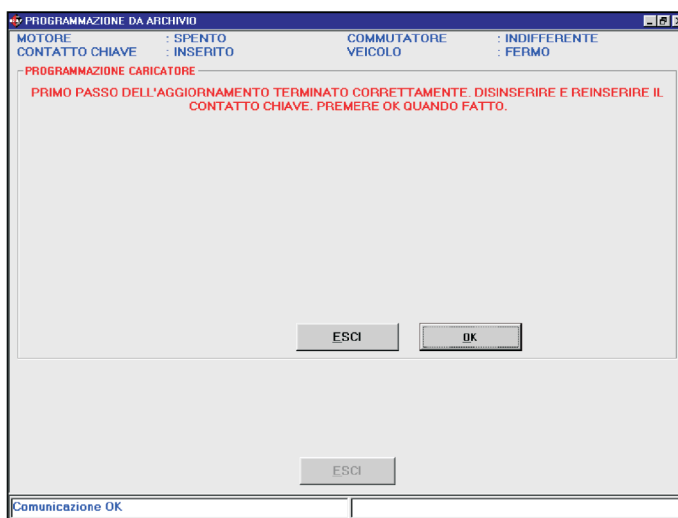 PROGRAMMAZIONE DA ARCHIVIO
MOTORE : SPENTO COMMUTATORE : INDIFFERENTE
CONTATTO CHIAVE : INSERITO VEICOLO : FERMO
PROGRAMMAZIONE CARICATORE
PRIMO PASSO DELL'AGGIORNAMENTO TERMINATO CORRETTAMENTE. DISINSERIRE E REINSERIRE IL
CONTATTO CHIAVE. PREMERE OK QUANDO FATTO.
ESCI OK
ESCI
Comunicazione OK